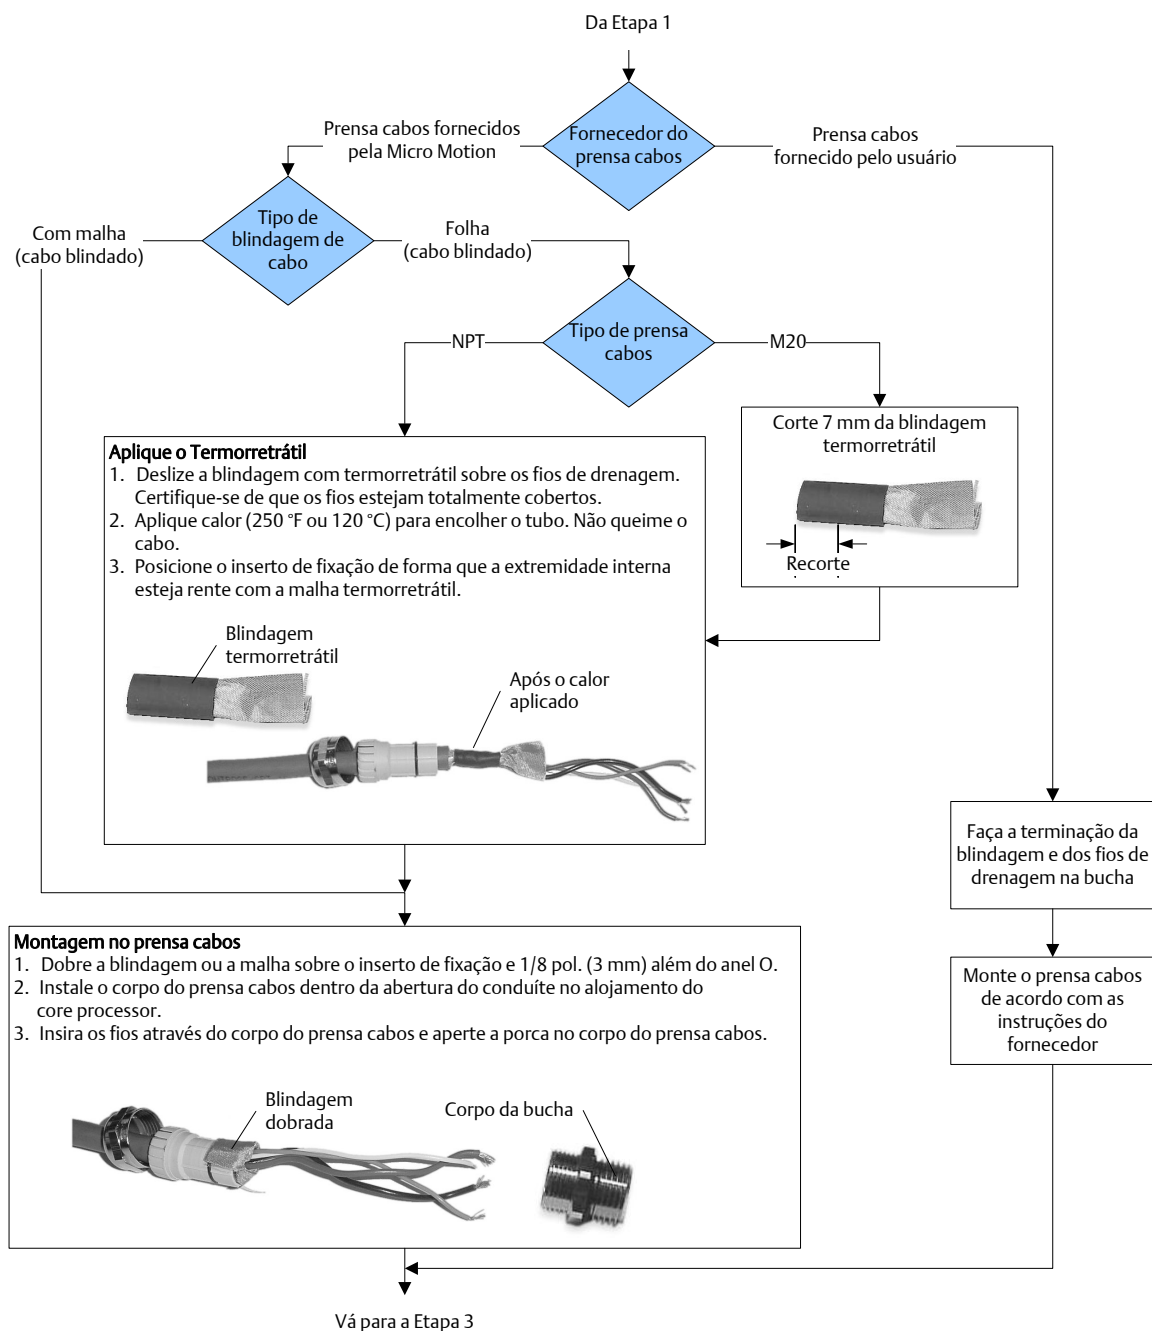 Da Etapa 1
Fornecedor do
prensa cabos
Prensa cabos fornecidos
pela Micro Motion
Prensa cabos
fornecido pelo usuário
Tipo de
blindagem de
cabo
Com malha
(cabo blindado)
Folha
(cabo blindado)
Tipo de prensa
cabos
NPT
M20
Corte 7 mm da blindagem
termorretrátil
Recorte
Aplique o Termorretrátil
1. Deslize a blindagem com termorretrátil sobre os fios de drenagem.
Certifique-se de que os fios estejam totalmente cobertos.
2. Aplique calor (250 °F ou 120 °C) para encolher o tubo. Não queime o
cabo.
3. Posicione o inserto de fixação de forma que a extremidade interna
esteja rente com a malha termorretrátil.
Blindagem
termorretrátil
Após o calor
aplicado
Faça a terminação da
blindagem e dos fios de
drenagem na bucha
Monte o prensa cabos
de acordo com as
instruções do
fornecedor
Montagem no prensa cabos
1. Dobre a blindagem ou a malha sobre o inserto de fixação e 1/8 pol. (3 mm) além do anel O.
2. Instale o corpo do prensa cabos dentro da abertura do conduíte no alojamento do
core processor.
3. Insira os fios através do corpo do prensa cabos e aperte a porca no corpo do prensa cabos.
Blindagem
dobrada
Corpo da bucha
Vá para a Etapa 3